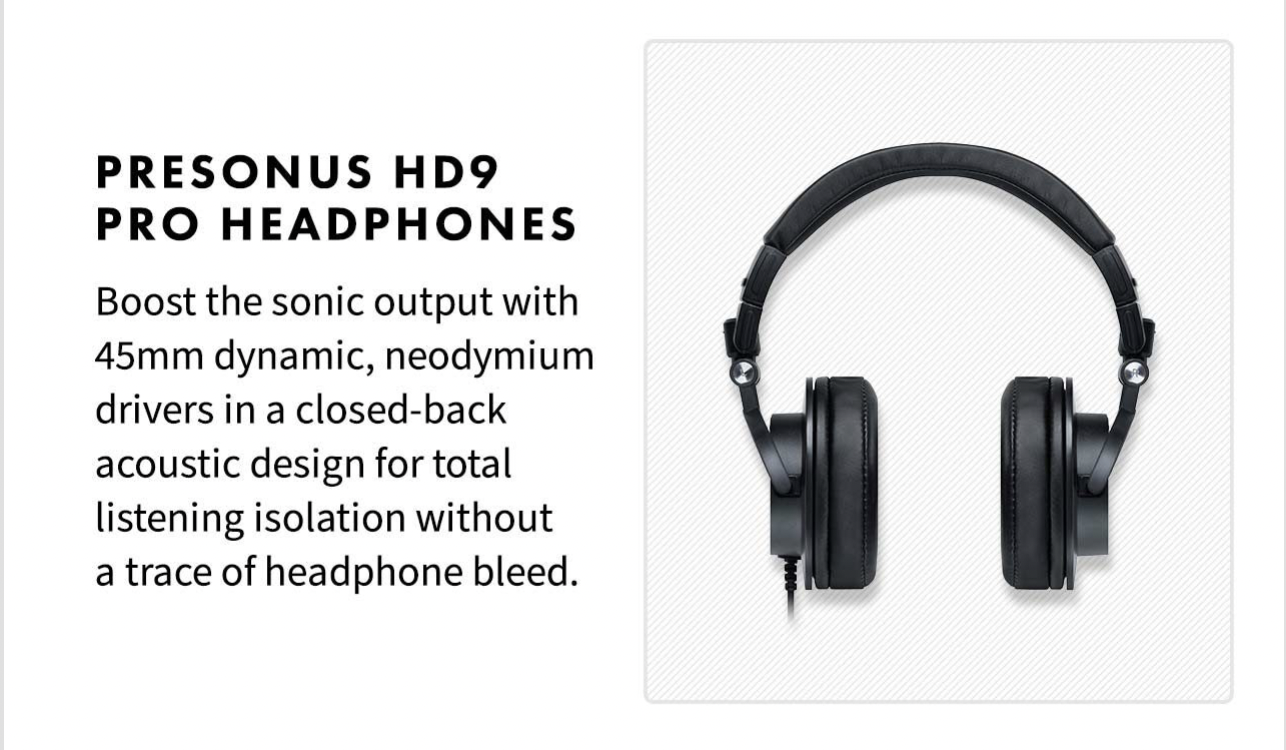 PRESONUS HD9
PRO HEADPHONES
Boost the sonic output with
45mm dynamic, neodymium
drivers in a closed-back
acoustic design for total
listening isolation without
a trace of headphone bleed.